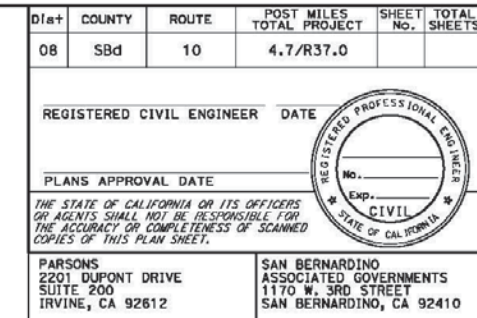 Dist COUNTY ROUTE POST MILES TOTAL PROJECT SHEET No. TOTAL SHEETS
08 SBd 10 4.7/R37.0
REGISTERED CIVIL ENGINEER DATE
PLANS APPROVAL DATE
REGISTERED PROFESSIONAL ENGINEER
No.
Exp.
CIVIL
STATE OF CALIFORNIA
THE STATE OF CALIFORNIA OR ITS OFFICERS
OR AGENTS SHALL NOT BE RESPONSIBLE FOR
THE ACCURACY OR COMPLETENESS OF SCANNED
COPIES OF THIS PLAN SHEET.
PARSONS
2201 DUPONT DRIVE
SUITE 200
IRVINE, CA 92612
SAN BERNARDINO
ASSOCIATED GOVERNMENTS
1170 W. 3RD STREET
SAN BERNARDINO, CA 92410